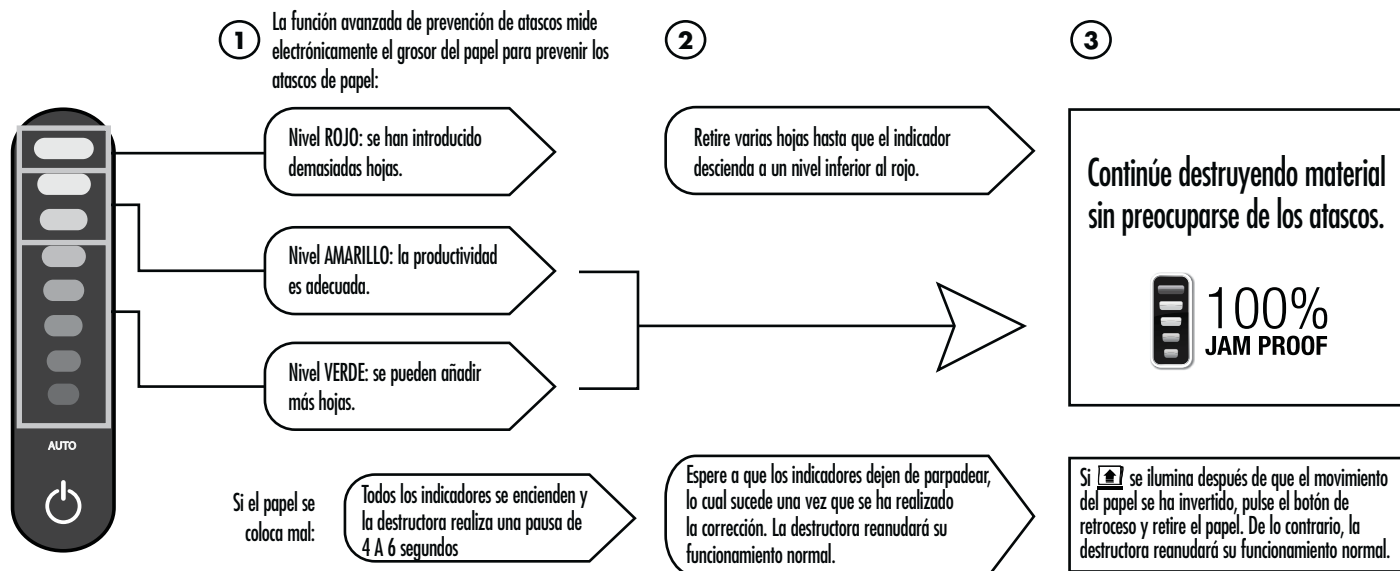 1
La función avanzada de prevención de atascos mide
electrónicamente el grosor del papel para prevenir los
atascos de papel:
2
3
Nivel ROJO: se han introducido
demasiadas hojas.
Retire varias hojas hasta que el indicador
descienda a un nivel inferior al rojo.
Continúe destruyendo material
sin preocuparse de los atascos.
100%
JAM PROOF
Nivel AMARILLO: la productividad
es adecuada.
Nivel VERDE: se pueden añadir
más hojas.
AUTO
Si el papel se
coloca mal:
Todos los indicadores se encienden y
la destructora realiza una pausa de
4 A 6 segundos
Espere a que los indicadores dejen de parpadear,
lo cual sucede una vez que se ha realizado
la corrección. La destructora reanudará su
funcionamiento normal.
Si se ilumina después de que el movimiento
del papel se ha invertido, pulse el botón de
retroceso y retire el papel. De lo contrario, la
destructora reanudará su funcionamiento normal.